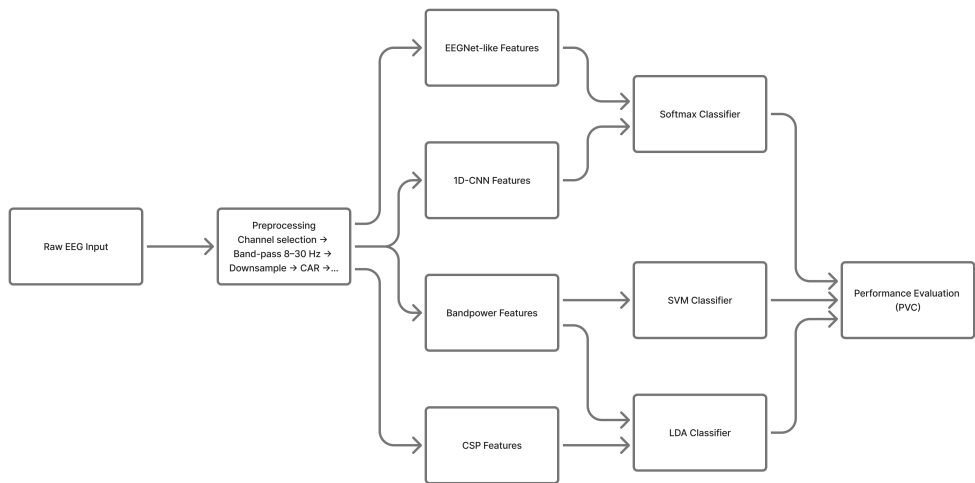 EEGNet-like Features
Softmax Classifier
1D-CNN Features
Raw EEG Input
Preprocessing
Channel selection →
Band-pass 8–30 Hz →
Downsample → CAR →...
Bandpower Features
SVM Classifier
Performance Evaluation
(PVC)
CSP Features
LDA Classifier